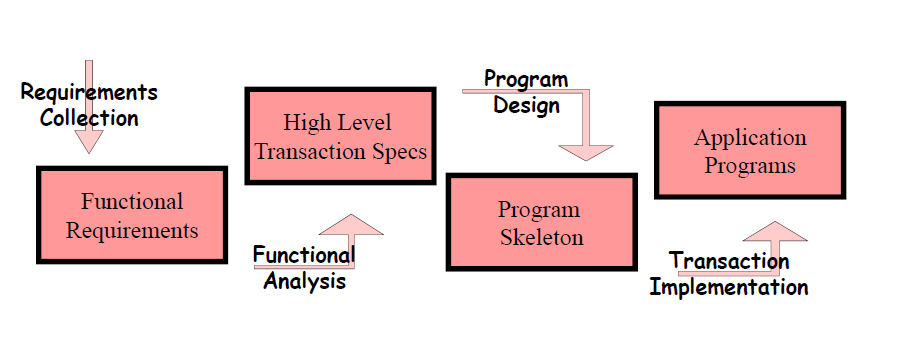 Requirements
Collection
Functional
Requirements
High Level
Transaction Specs
Functional
Analysis
Program
Design
Program
Skeleton
Application
Programs
Transaction
Implementation